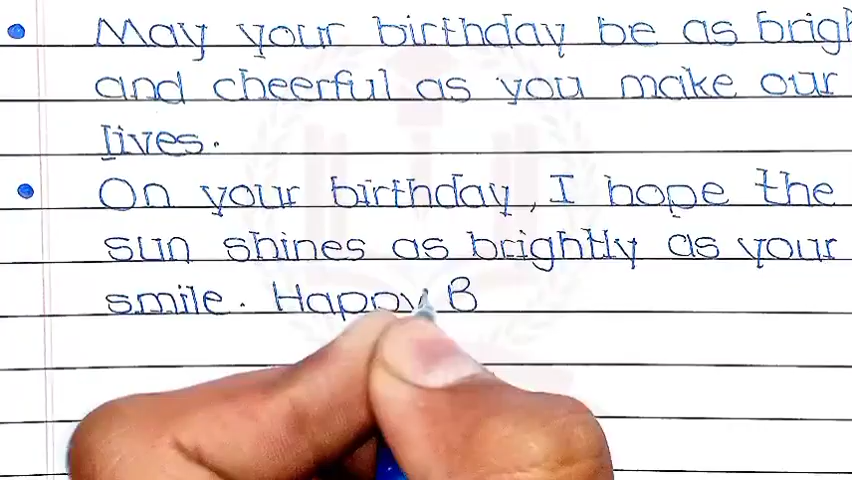 • May your birthday be as brigh
and cheerful as you make our
lives.
• On your birthday, I hope the
sun shines as brightly as your
smile. Happy B